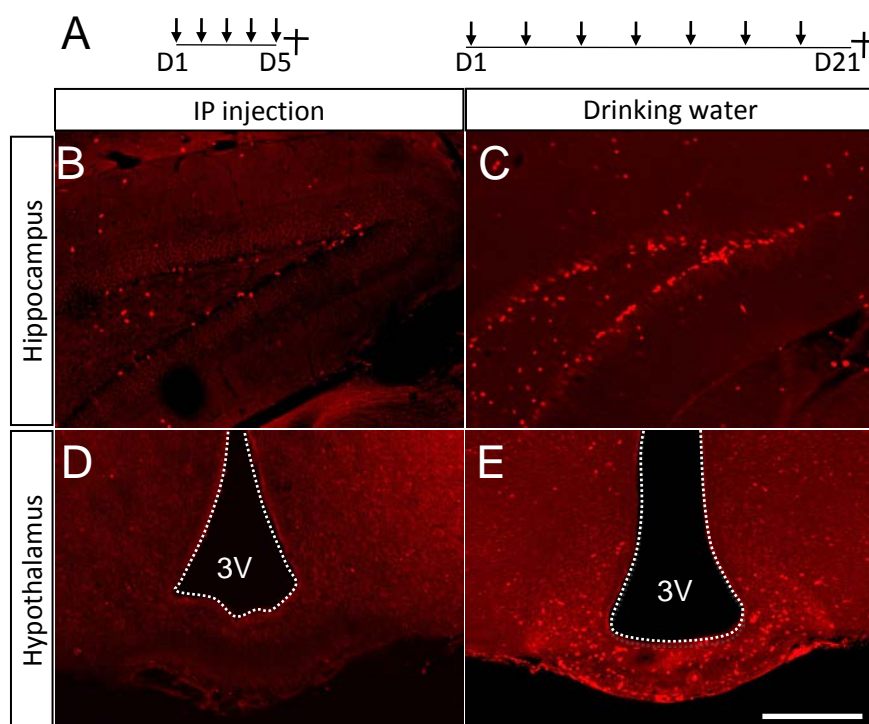 A
D1 D5 D1 D21
IP injection Drinking water
Hippocampus
B C
Hypothalamus
D E
3V 3V